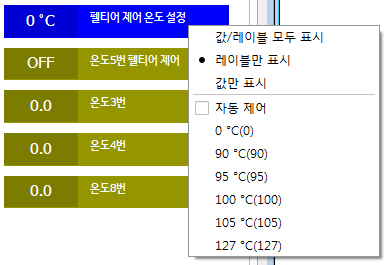 0 °C 펠티어 제어 온도 설정
OFF 온도5번 펠티어 제어
0.0 온도3번
0.0 온도4번
0.0 온도8번
값/레이블 모두 표시
레이블만 표시
값만 표시
자동 제어
0 °C(0)
90 °C(90)
95 °C(95)
100 °C(100)
105 °C(105)
127 °C(127)